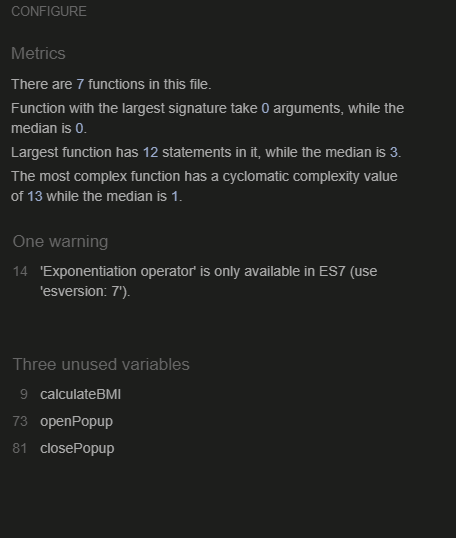 CONFIGURE
Metrics
There are 7 functions in this file.
Function with the largest signature take 0 arguments, while the
median is 0.
Largest function has 12 statements in it, while the median is 3.
The most complex function has a cyclomatic complexity value
of 13 while the median is 1.
One warning
14 'Exponentiation operator' is only available in ES7 (use
'esversion: 7').
Three unused variables
9 calculateBMI
73 openPopup
81 closePopup